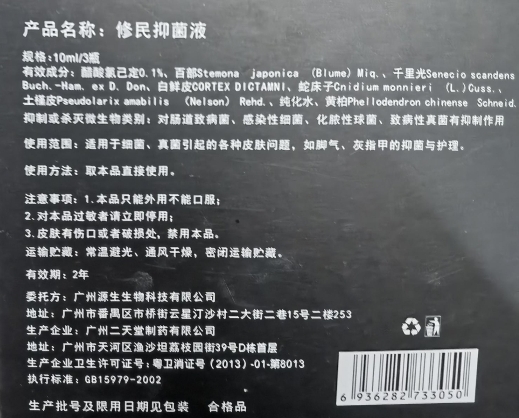 产品名称：修民抑菌液
规格：10ml/3瓶
有效成分：醋酸氯己定0.1%、百部Stemona japonica (Blume) Miq.、千里光Senecio scandens
Buch.-Ham. ex D. Don、白鲜皮CORTEX DICTAMNI、蛇床子Cnidium monnieri (L.)Cuss.、
土槿皮Pseudolarix amabilis (Nelson) Rehd.、纯化水、黄柏Phellodendron chinense Schneid.
抑制或杀灭微生物类别：对肠道致病菌、感染性细菌、化脓性球菌、致病性真菌有抑制作用
使用范围：适用于细菌、真菌引起的各种皮肤问题，如脚气、灰指甲的抑菌与护理。
使用方法：取本品直接使用。
注意事项：1.本品只能外用不能口服；
2.对本品过敏者请立即停用；
3.皮肤有伤口或者破损处，禁用本品。
运输贮藏：常温避光、通风干燥，密闭运输贮藏。
有效期：2年
委托方：广州源生生物科技有限公司
地址：广州市番禺区市桥街云星汀沙村二大街二巷15号二楼253
生产企业：广州二天堂制药有限公司
地址：广州市天河区渔沙坦荔枝园街39号D栋首层
生产企业卫生许可证号：粤卫消证号（2013）-01-第8013
执行标准：GB15979-2002
生产批号及限用日期见包装 合格品
6 936282 733050